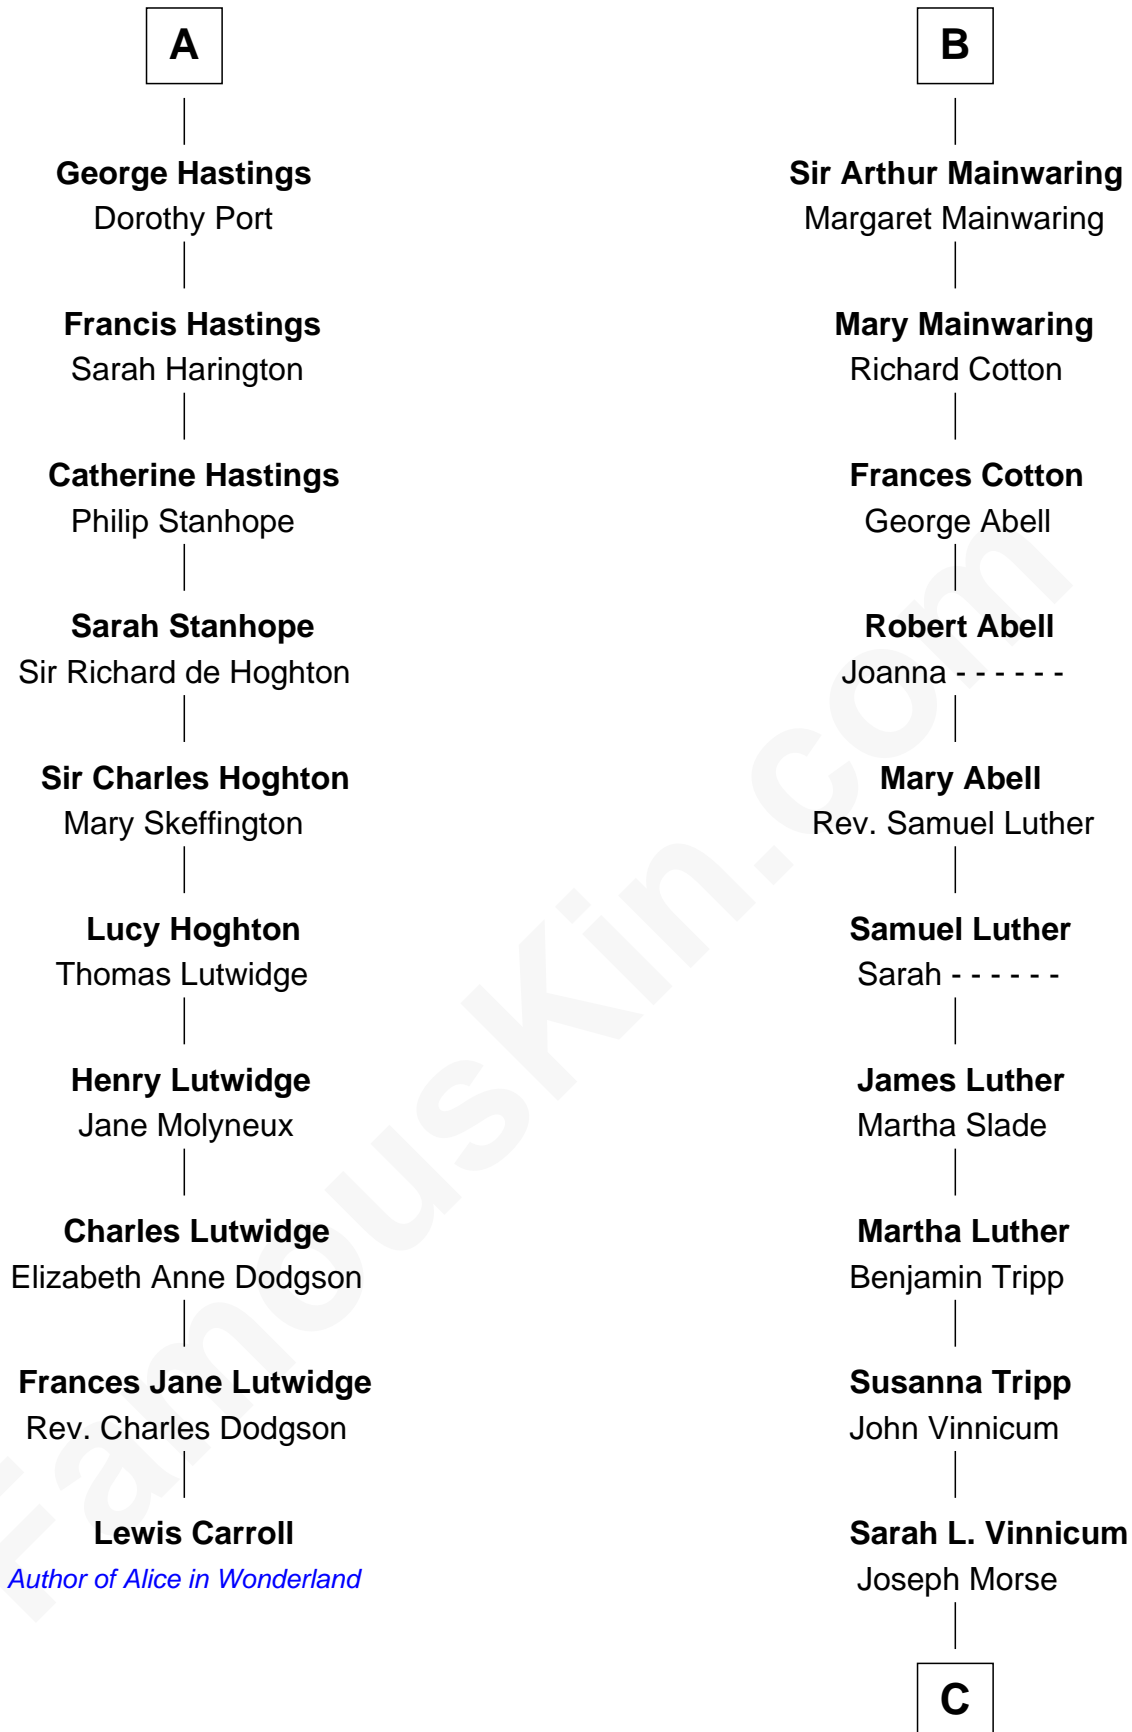 A
George Hastings
Dorothy Port
Francis Hastings
Sarah Harington
Catherine Hastings
Philip Stanhope
Sarah Stanhope
Sir Richard de Hoghton
Sir Charles Hoghton
Mary Skeffington
Lucy Hoghton
Thomas Lutwidge
Henry Lutwidge
Jane Molyneux
Charles Lutwidge
Elizabeth Anne Dodgson
Frances Jane Lutwidge
Rev. Charles Dodgson
Lewis Carroll
Author of Alice in Wonderland
B
Sir Arthur Mainwaring
Margaret Mainwaring
Mary Mainwaring
Richard Cotton
Frances Cotton
George Abell
Robert Abell
Joanna - - - - - -
Mary Abell
Rev. Samuel Luther
Samuel Luther
Sarah - - - - - -
James Luther
Martha Slade
Martha Luther
Benjamin Tripp
Susanna Tripp
John Vinnicum
Sarah L. Vinnicum
Joseph Morse
C
FamousKin.com